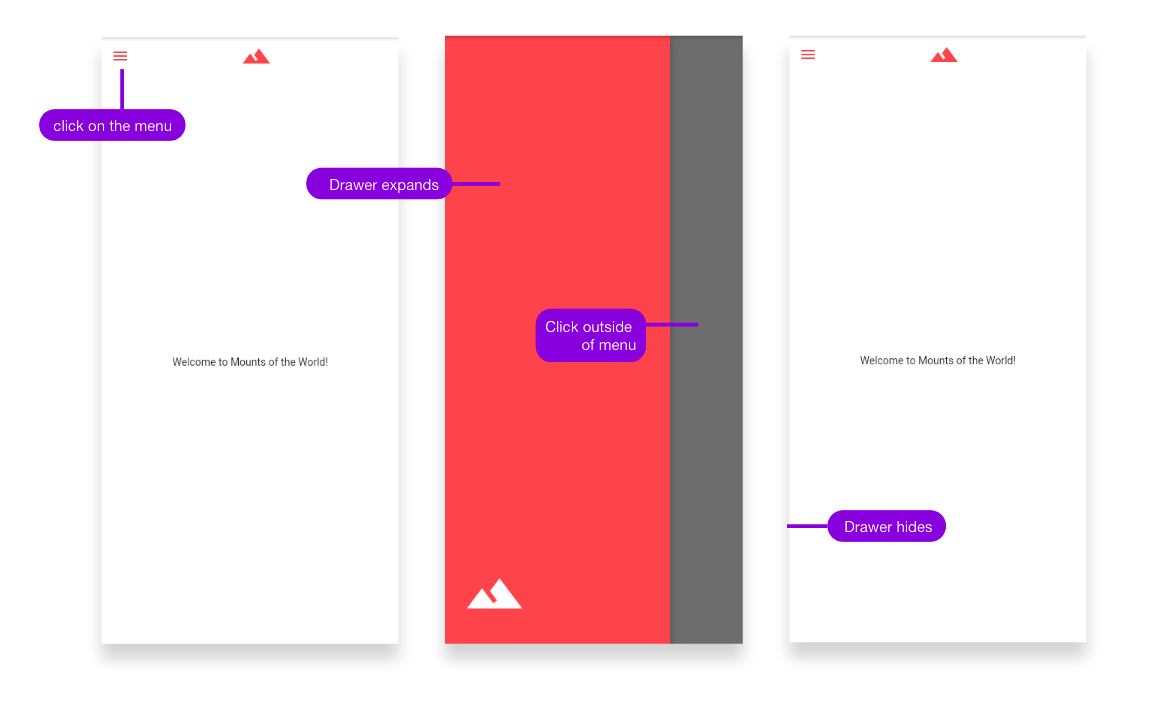 click on the menu
Welcome to Mounts of the World!
Drawer expands
Click outside
of menu
Welcome to Mounts of the World!
Drawer hides